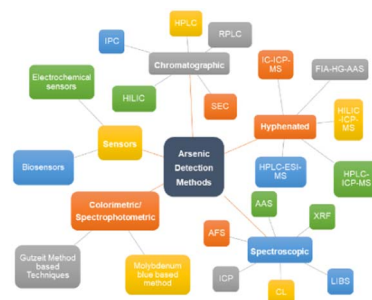 HPLC
IPC
RPLC
Chromatographic
HILIC
SEC
IC-ICP-
MS
FIA-HG-AAS
Hyphenated
HILIC
-ICP-
MS
HPLC-ESI-
MS
HPLC-
ICP-MS
Electrochemical
sensors
Sensors
Biosensors
Arsenic
Detection
Methods
Colorimetric/
Spectrophotometric
Gutzeit Method
based Techniques
Molybdenum
blue based
method
AAS
XRF
AFS
Spectroscopic
ICP
CL
LIBS